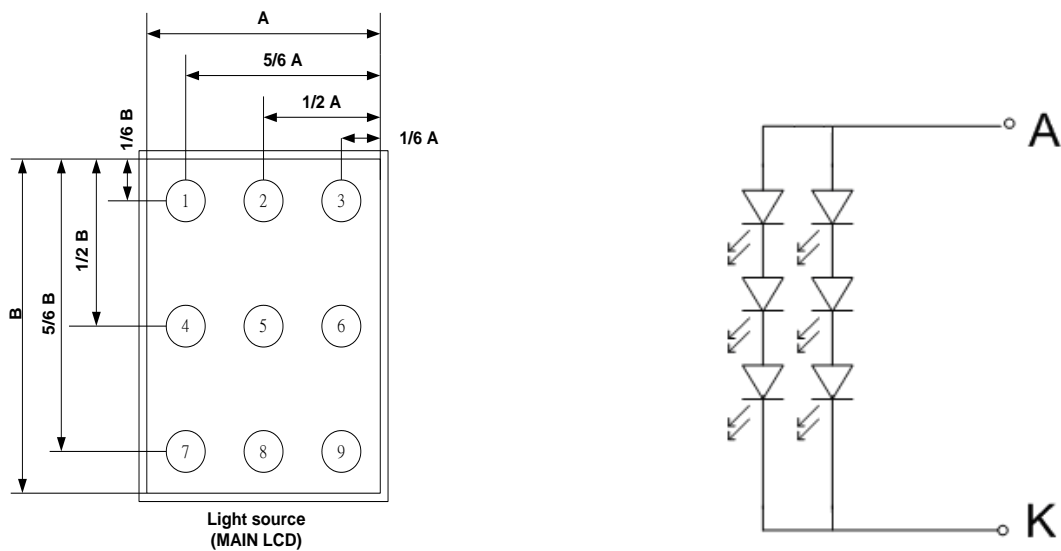 A
5/6 A
1/2 A
1/6 A
1/6 B
1/2 B
5/6 B
B
1 2 3
4 5 6
7 8 9
Light source
(MAIN LCD)
A
K